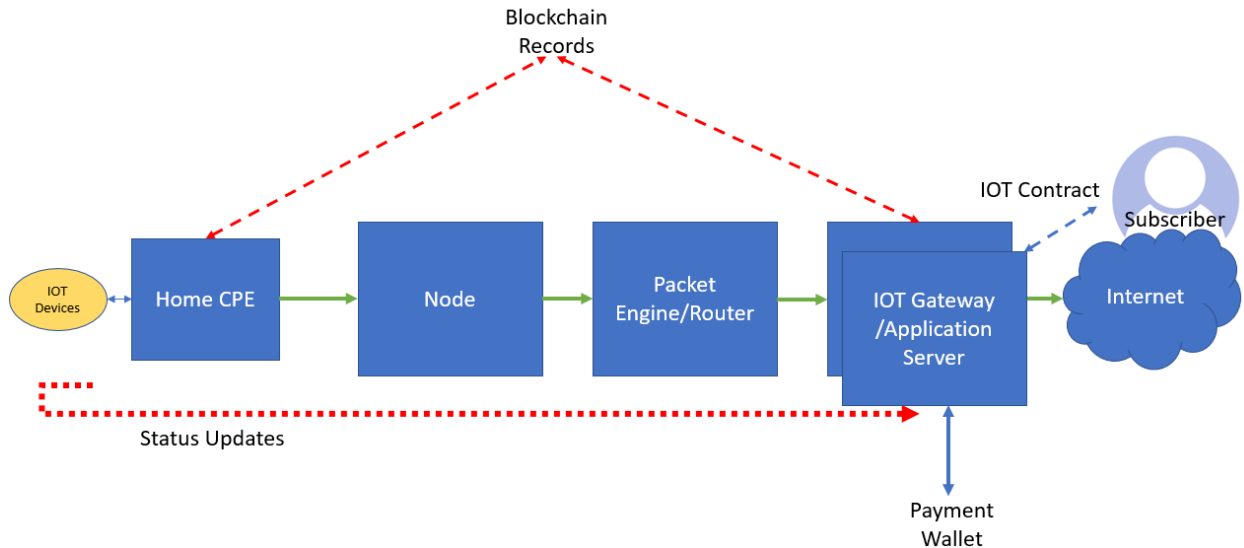 Blockchain
Records
IOT Contract
Subscriber
IOT
Devices
Home CPE
Node
Packet
Engine/Router
IOT Gateway
/Application
Server
Internet
Status Updates
Payment
Wallet